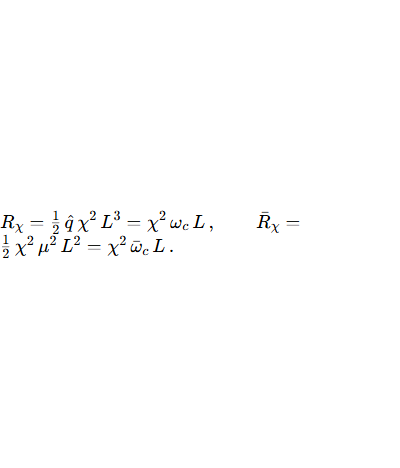 R_χ = ½ q̂ χ² L³ = χ² ω_c L , R̄_χ =
½ χ² μ² L² = χ² ω̄_c L .